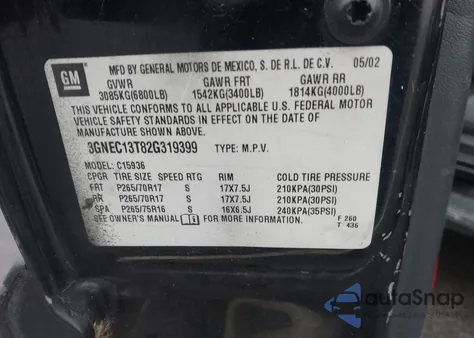 GM
MFD BY GENERAL MOTORS DE MEXICO, S. DE R.L. DE C.V. 05/02
GVWR GAWR FRT GAWR RR
3085KG(6800LB) 1542KG(3400LB) 1814KG(4000LB)
THIS VEHICLE CONFORMS TO ALL APPLICABLE U.S. FEDERAL MOTOR
VEHICLE SAFETY STANDARDS IN EFFECT ON THE DATE OF
MANUFACTURE SHOWN ABOVE.
3GNEC13T82G319399 TYPE: M.P.V.
MODEL: C15936
CPGR TIRE SIZE SPEED RTG RIM COLD TIRE PRESSURE
FRT P265/70R17 S 17X7.5J 210KPA(30PSI)
RR P265/70R17 S 17X7.5J 210KPA(30PSI)
SPA P265/75R16 S 16X6.5J 240KPA(35PSI)
SEE OWNER'S MANUAL FOR MORE INFORMATION
F 260
T 436
autoSnap